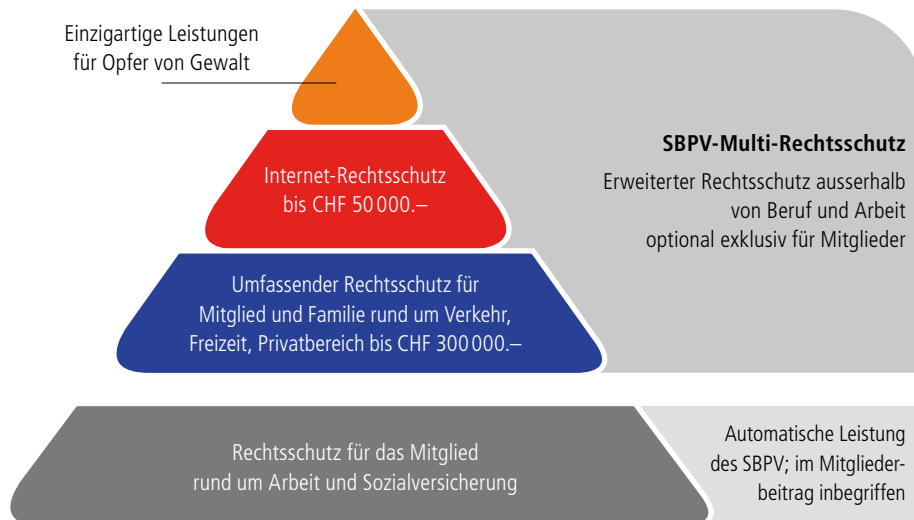 Einzigartige Leistungen
für Opfer von Gewalt
Internet-Rechtsschutz
bis CHF 50 000.–
Umfassender Rechtsschutz für
Mitglied und Familie rund um Verkehr,
Freizeit, Privatbereich bis CHF 300 000.–
SBPV-Multi-Rechtsschutz
Erweiterter Rechtsschutz ausserhalb
von Beruf und Arbeit
optional exklusiv für Mitglieder
Rechtsschutz für das Mitglied
rund um Arbeit und Sozialversicherung
Automatische Leistung
des SBPV; im Mitglieder-
beitrag inbegriffen